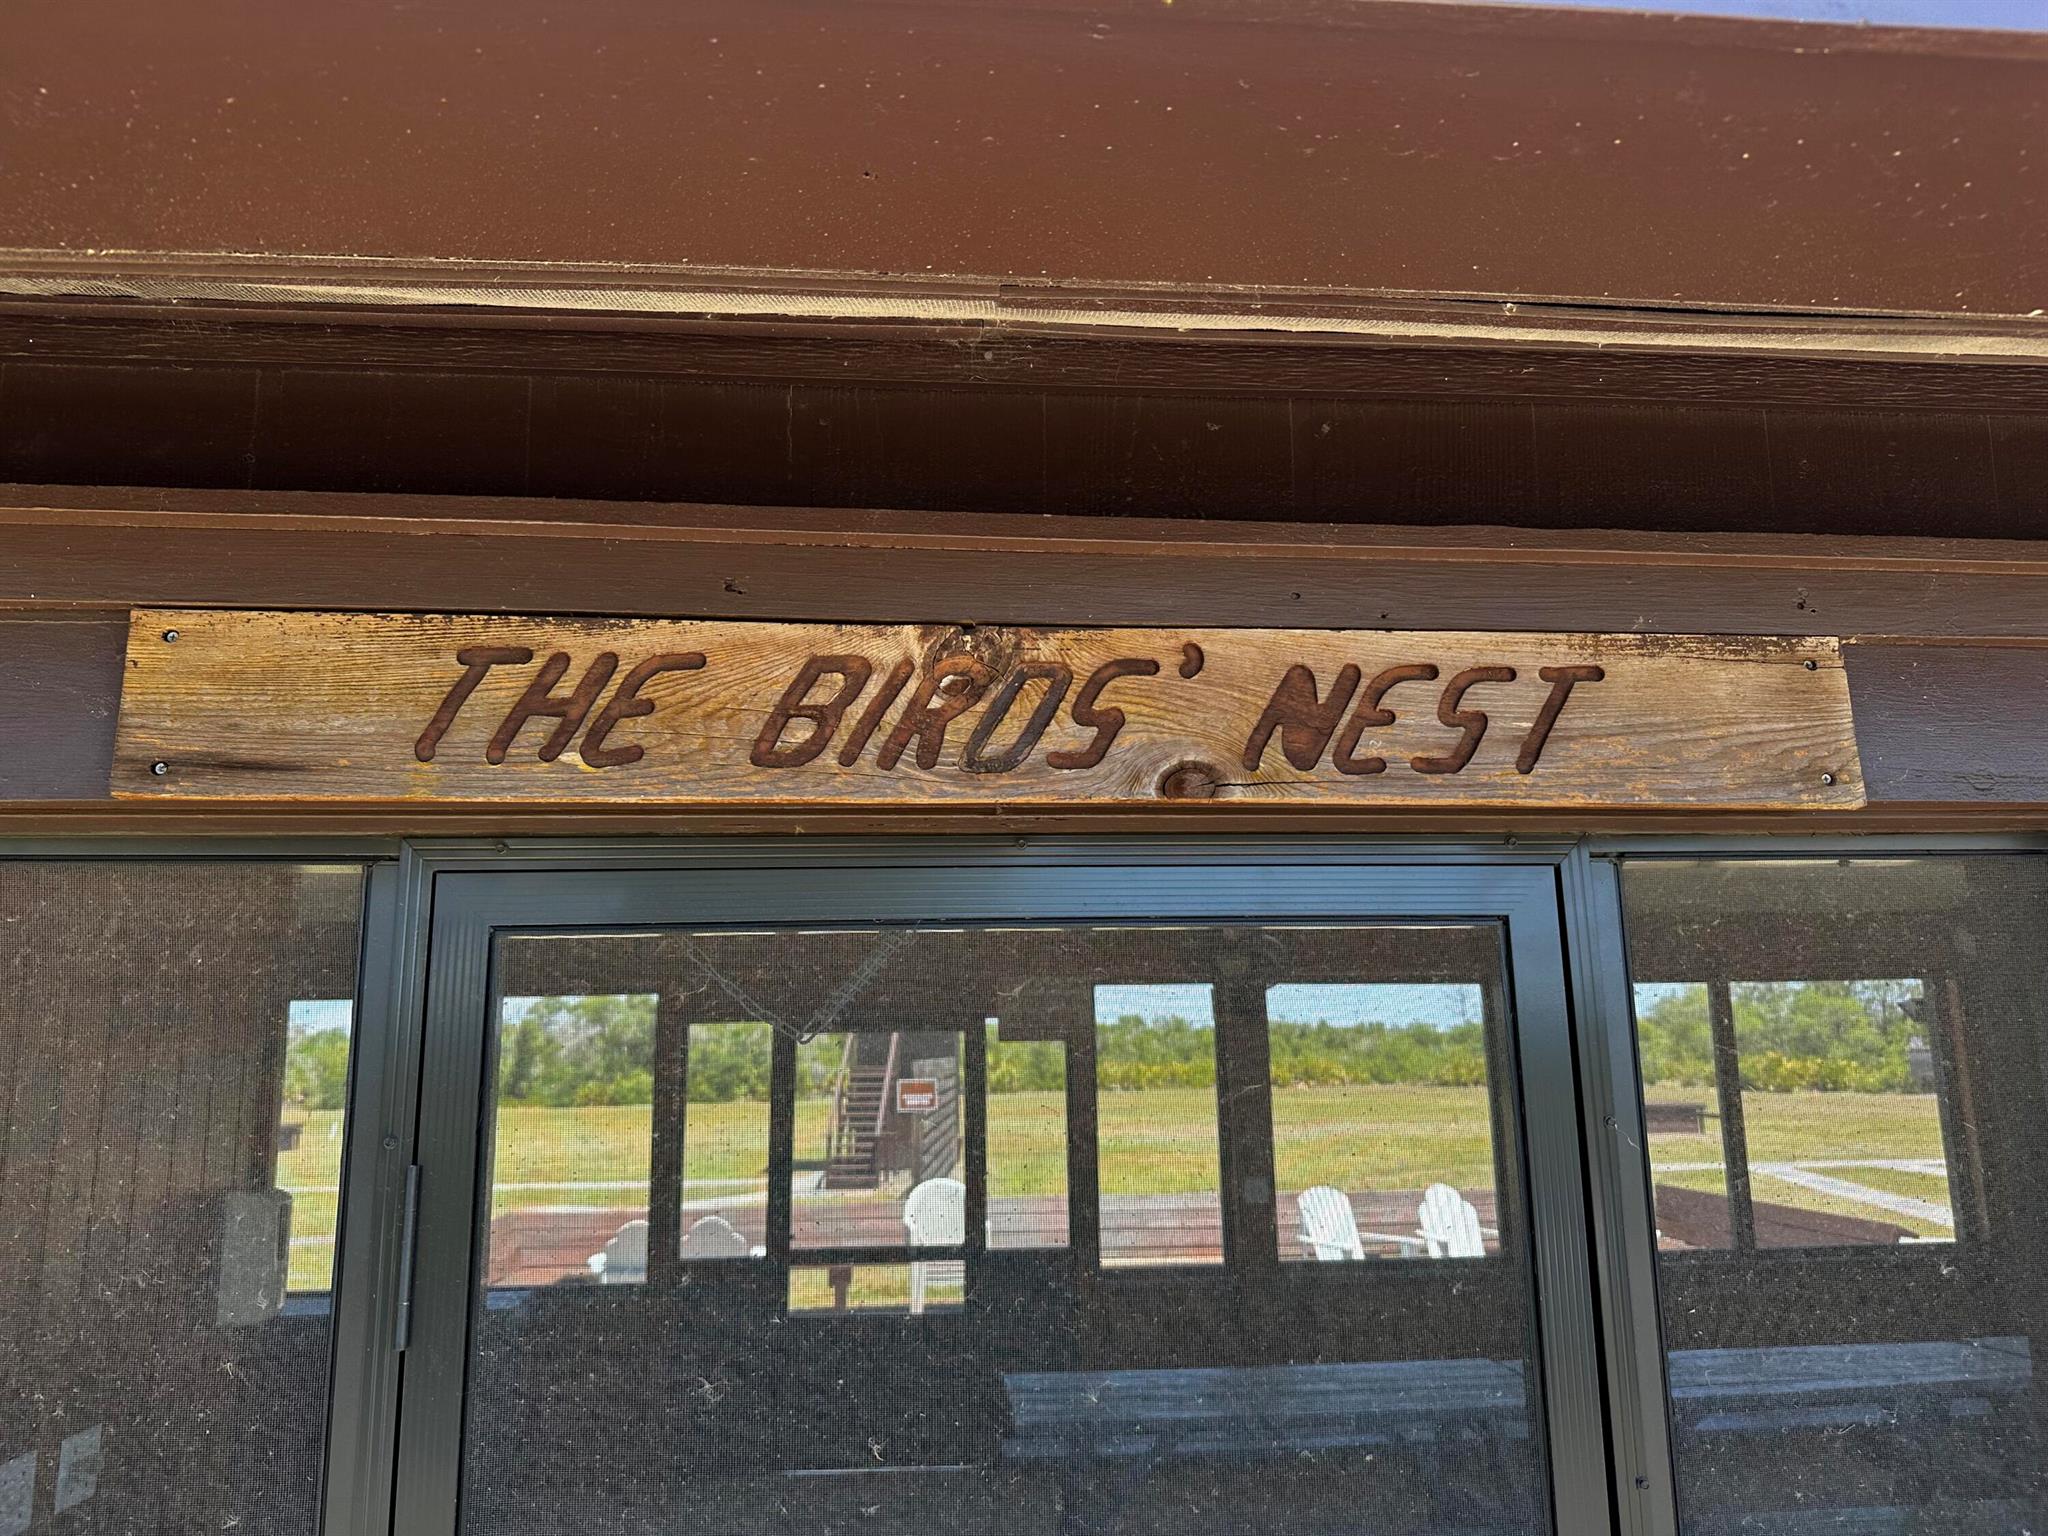 THE BIRDS' NEST